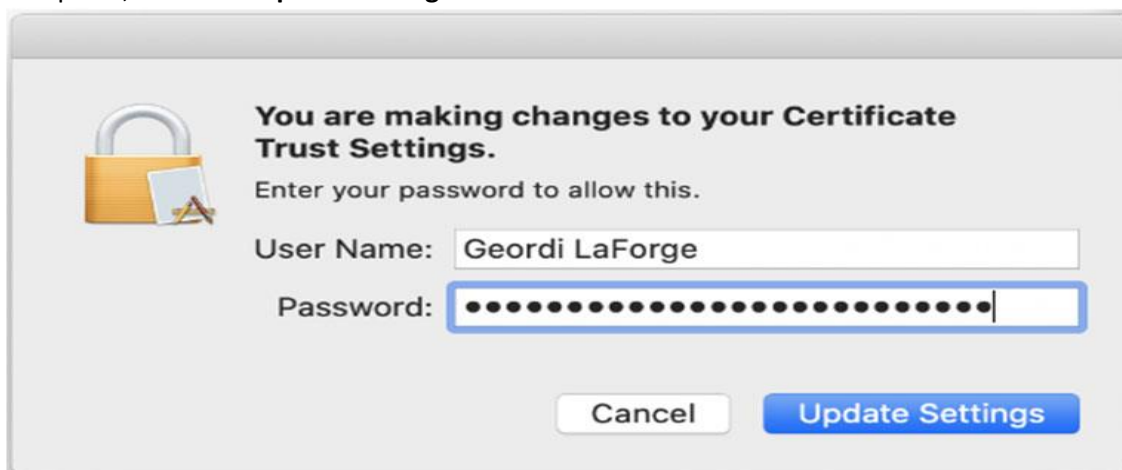 You are making changes to your Certificate
Trust Settings.
Enter your password to allow this.
User Name: Geordi LaForge
Password: ••••••••••••••••••••••••••
Cancel Update Settings